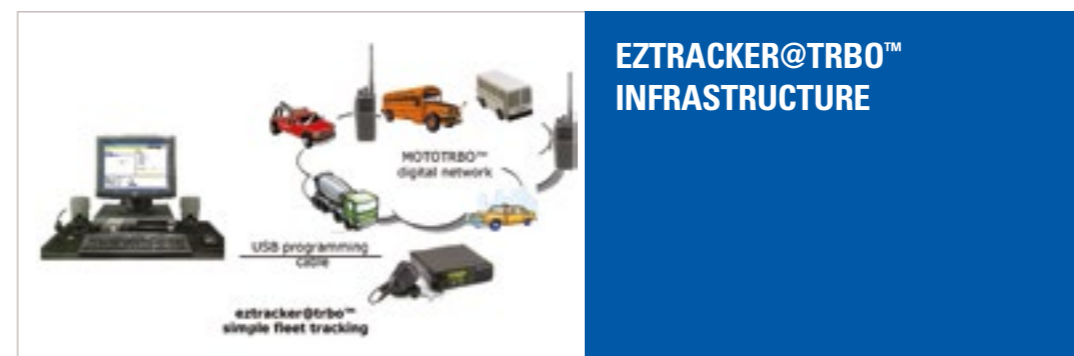 EZTRACKER@TRBO™
INFRASTRUCTURE
MOTOTRBO™
digital network
USB programming
cable
eztracker@trbo™
simple fleet tracking